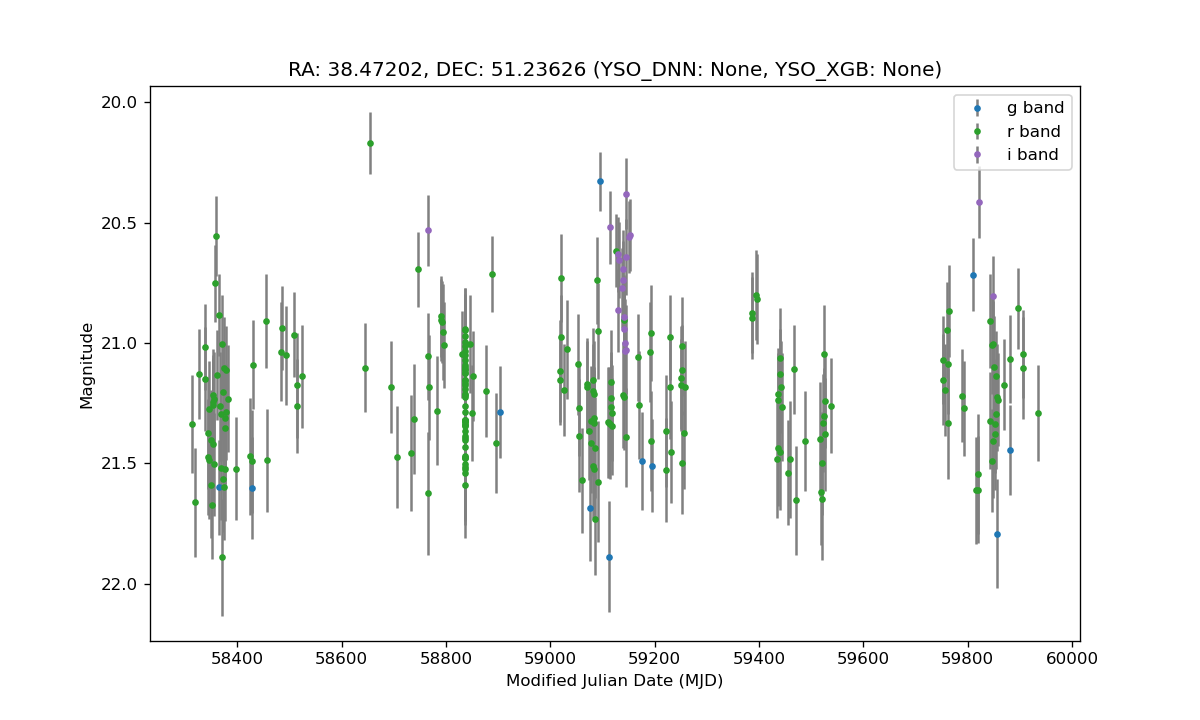 RA: 38.47202, DEC: 51.23626 (YSO_DNN: None, YSO_XGB: None)
g band
r band
i band
Magnitude
20.0
20.5
21.0
21.5
22.0
58400 58600 58800 59000 59200 59400 59600 59800 60000
Modified Julian Date (MJD)